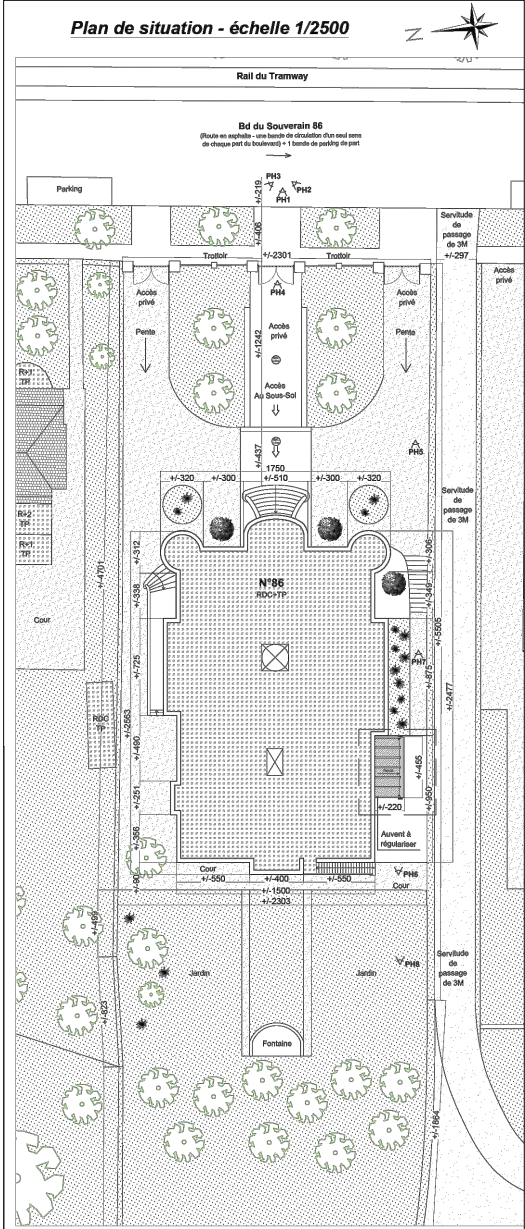 Plan de situation - échelle 1/2500
N
Rail du Tramway
Bd du Souverain 86
(Route en asphalte - une bande de circulation d'un seul sens
de chaque part du boulevard) + 1 bande de parking de part
Parking
PH3
PH2
PH1
+/-219
+/-406
Servitude
de
passage
de 3M
+/-297
Trottoir
+/-2301
Trottoir
Accès
privé
Accès
privé
PH4
Accès
privé
Accès
privé
Pente
Pente
+/-1242
Accès
Au Sous-Sol
R+1
TP
+/-437
PH5
1750
+/-320
+/-300
+/-510
+/-300
+/-320
Servitude
de
passage
de 3M
R+2
TP
R+1
TP
+/-312
+/-306
+/-4701
+/-338
N°86
RDC+TP
+/-349
Cour
+/-5505
+/-725
PH7
+/-875
+/-2477
RDC
TP
+/-2563
+/-490
+/-455
+/-251
+/-220
+/-950
+/-356
Auvent à
régulariser
Cour
+/-90
+/-550
+/-400
+/-550
PH6
Cour
+/-1500
+/-2303
+/-499
Jardin
Jardin
PH8
Servitude
de
passage
de 3M
+/-823
Fontaine
+/-1864